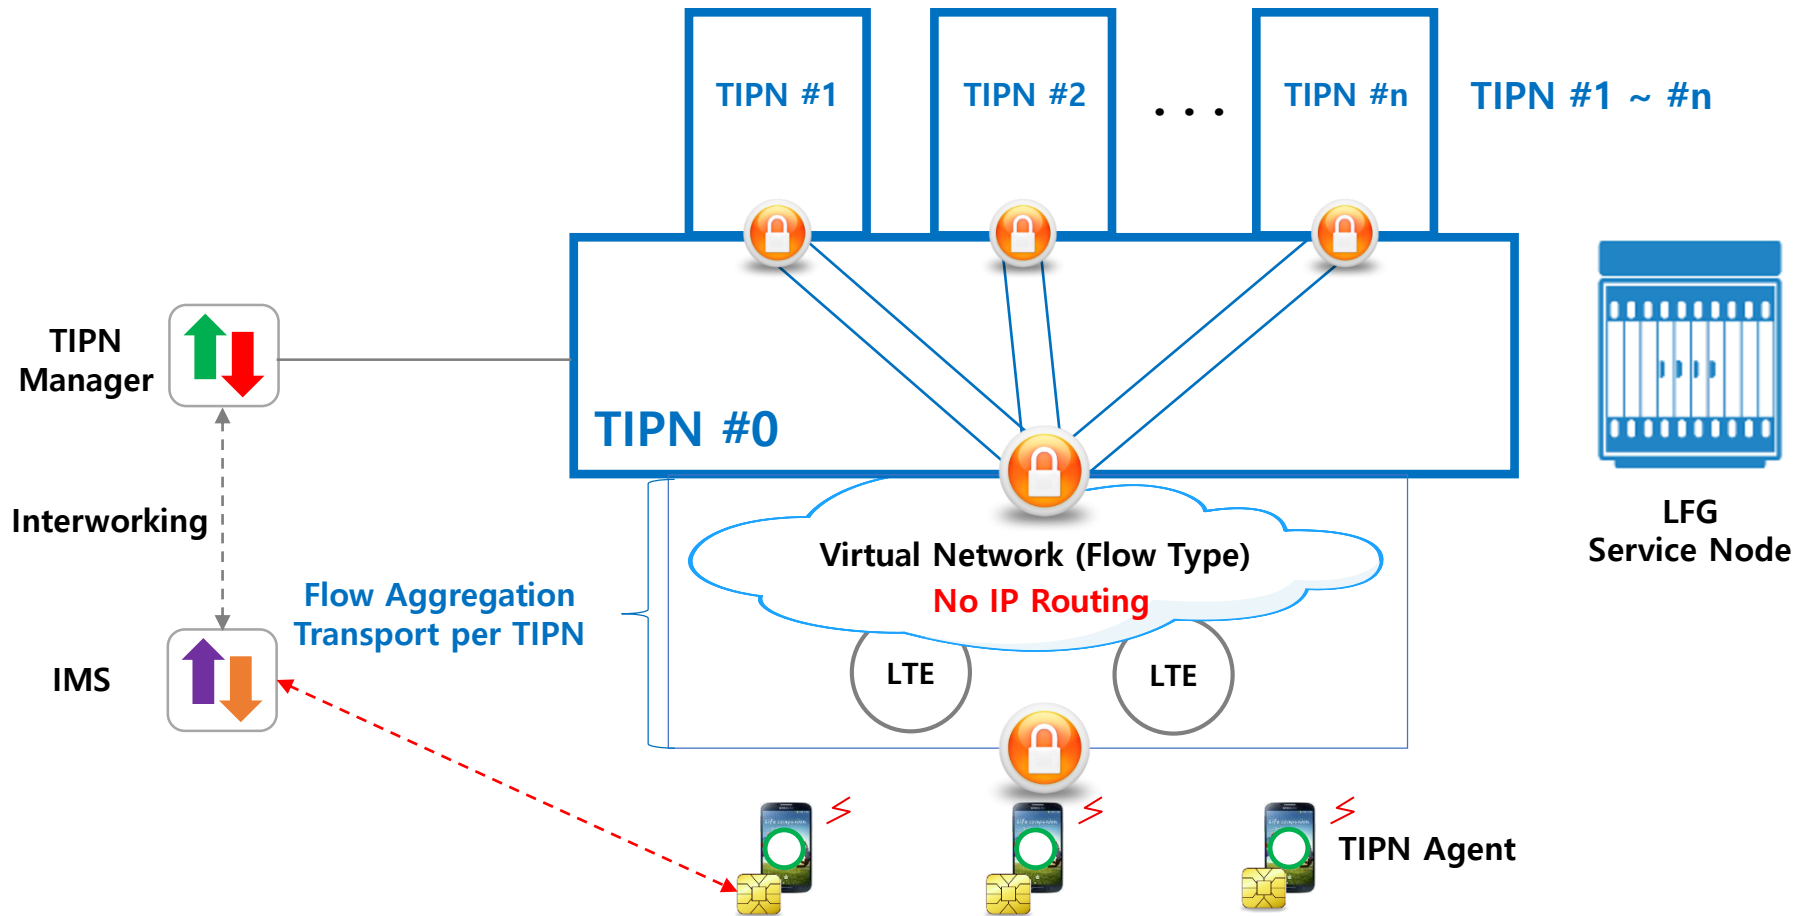 TIPN #1
TIPN #2
. . .
TIPN #n
TIPN #1 ~ #n
TIPN
Manager
TIPN #0
Interworking
LFG
Service Node
Virtual Network (Flow Type)
No IP Routing
Flow Aggregation
Transport per TIPN
IMS
LTE
LTE
TIPN Agent